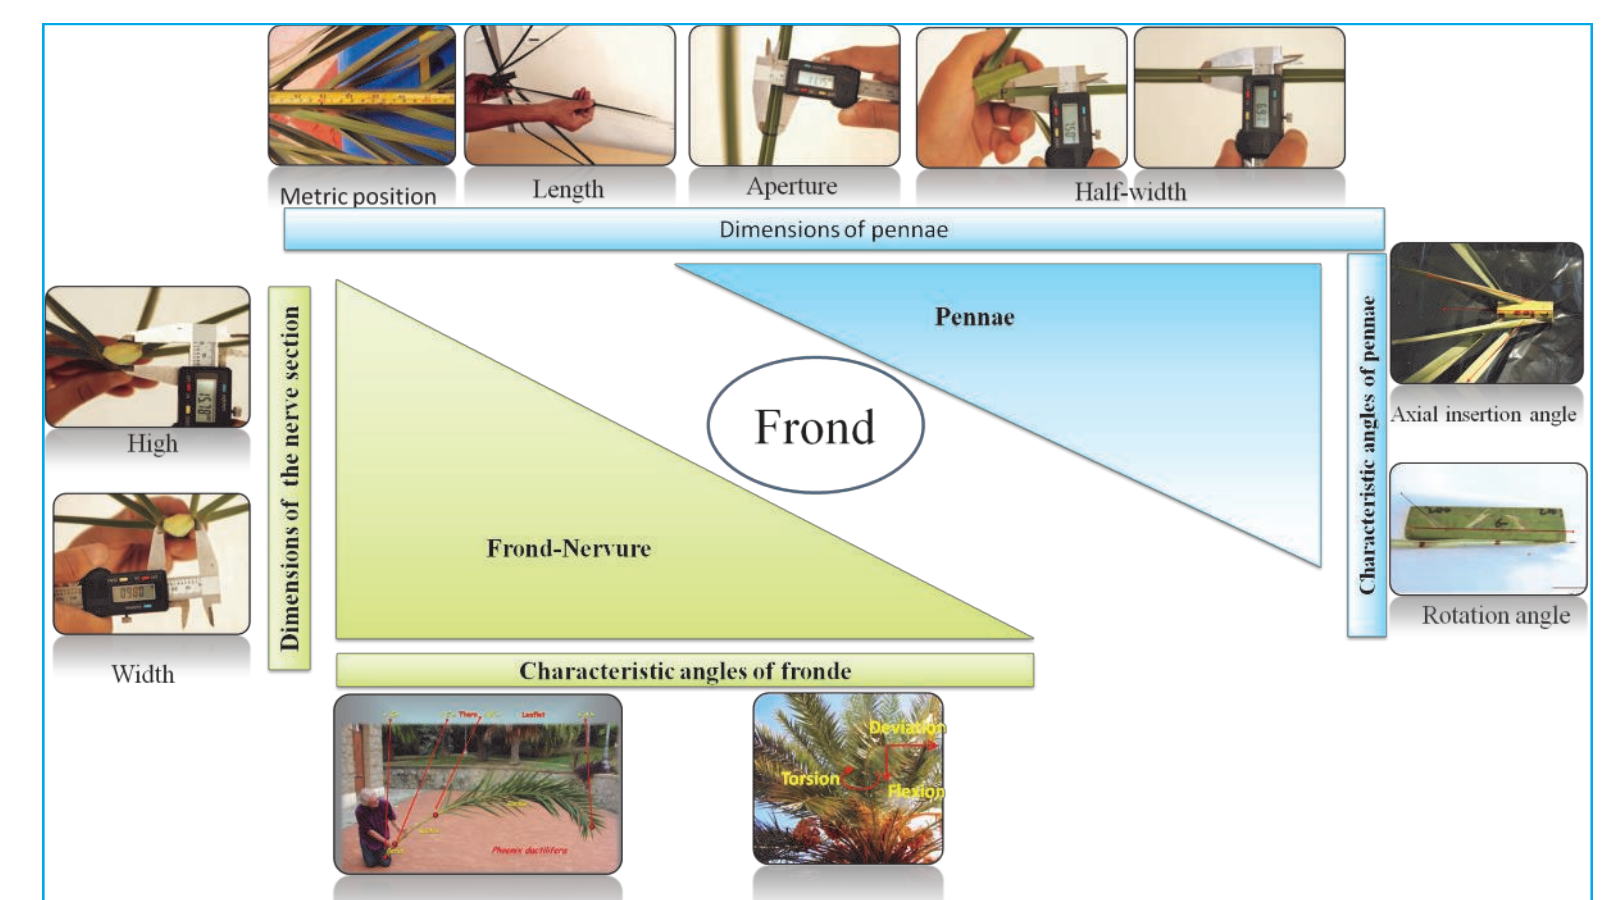 Metric position
Length
Aperture
Half-width
Dimensions of pennae
Pennae
Frond
Frond-Nervure
Dimensions of the nerve section
High
Width
Characteristic angles of pennae
Axial insertion angle
Rotation angle
Characteristic angles of fronde
Leaflet
Phoenix dactilifera
Deviation
Torsion
Flexion